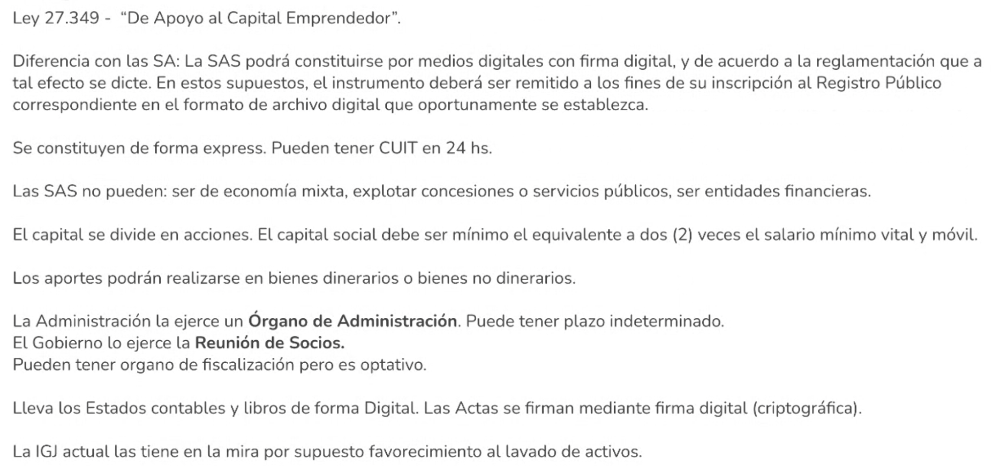 Ley 27.349 -  “De Apoyo al Capital Emprendedor”.
Diferencia con las SA: La SAS podrá constituirse por medios digitales con firma digital, y de acuerdo a la reglamentación que a
tal efecto se dicte. En estos supuestos, el instrumento deberá ser remitido a los fines de su inscripción al Registro Público
correspondiente en el formato de archivo digital que oportunamente se establezca.
Se constituyen de forma express. Pueden tener CUIT en 24 hs.
Las SAS no pueden: ser de economía mixta, explotar concesiones o servicios públicos, ser entidades financieras.
El capital se divide en acciones. El capital social debe ser mínimo el equivalente a dos (2) veces el salario mínimo vital y móvil.
Los aportes podrán realizarse en bienes dinerarios o bienes no dinerarios.
La Administración la ejerce un Órgano de Administración. Puede tener plazo indeterminado.
El Gobierno lo ejerce la Reunión de Socios.
Pueden tener organo de fiscalización pero es optativo.
Lleva los Estados contables y libros de forma Digital. Las Actas se firman mediante firma digital (criptográfica).
La IGJ actual las tiene en la mira por supuesto favorecimiento al lavado de activos.